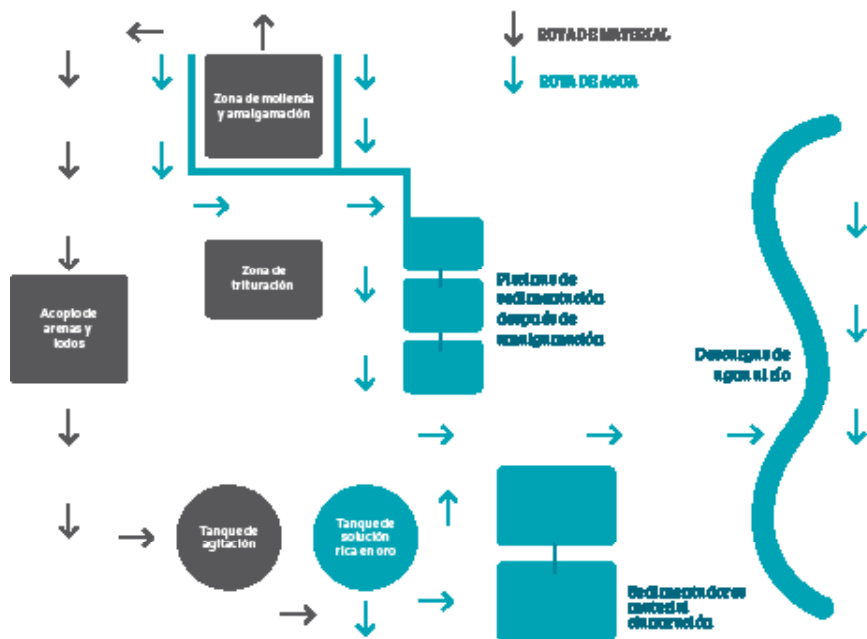 RUTA DE MATERIAL
RUTA DE AGUA
Zona de molienda
y amalgamación
Zona de
trituración
Acopio de
arenas y
lodos
Piscinas de
sedimentación
después de
amalgamación
Descargas de
agua al río
Tanque de
agitación
Tanque de
solución
rica en oro
Sedimentadores
material
cianuración